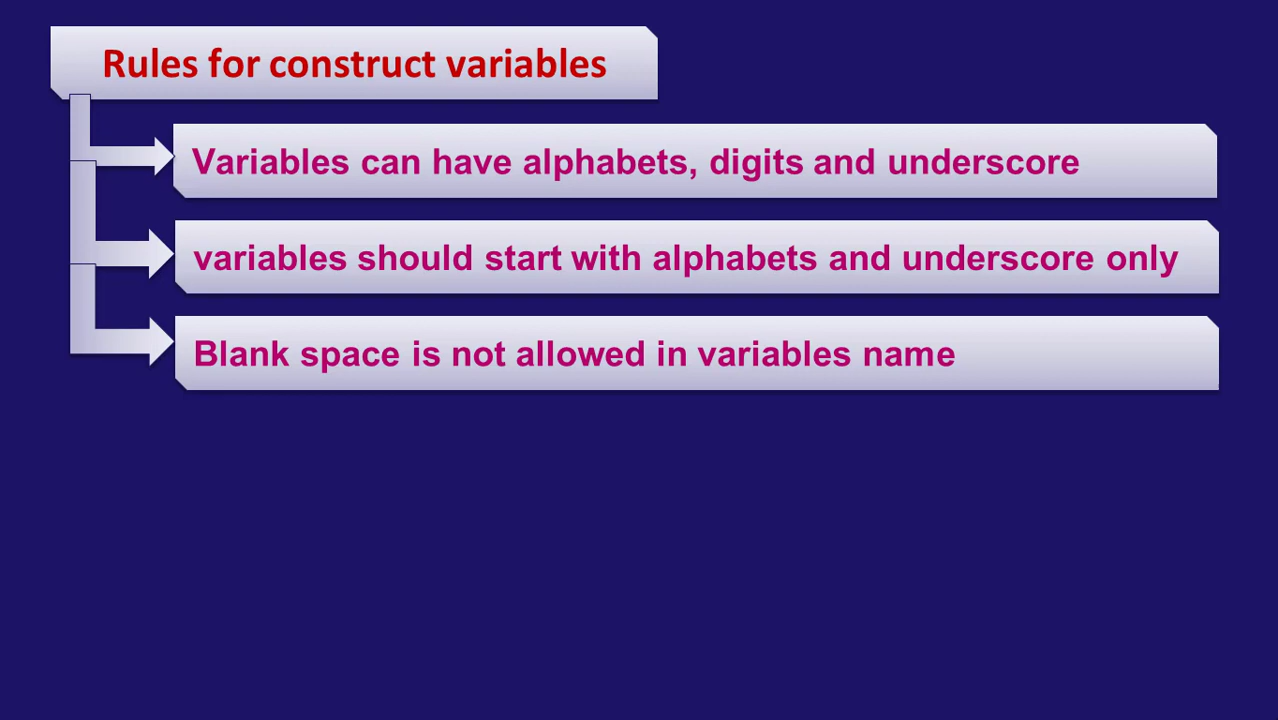 Rules for construct variables
Variables can have alphabets, digits and underscore
variables should start with alphabets and underscore only
Blank space is not allowed in variables name